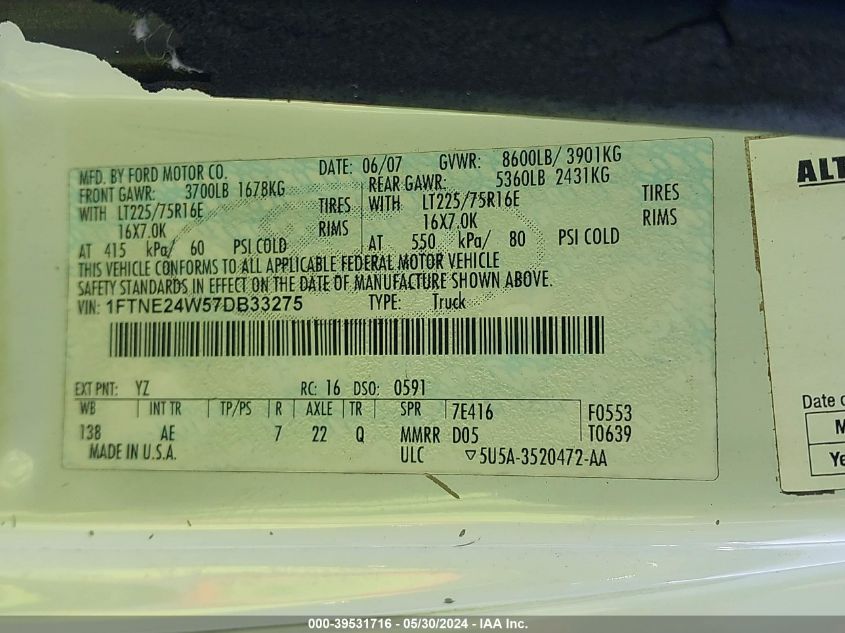 MFD. BY FORD MOTOR CO. DATE: 06/07 GVWR: 8600LB/ 3901KG
FRONT GAWR: 3700LB 1678KG REAR GAWR: 5360LB 2431KG
WITH LT225/75R16E TIRES WITH LT225/75R16E TIRES
16X7.0K RIMS 16X7.0K RIMS
AT 415 kPa/ 60 PSI COLD AT 550 kPa/ 80 PSI COLD
THIS VEHICLE CONFORMS TO ALL APPLICABLE FEDERAL MOTOR VEHICLE
SAFETY STANDARDS IN EFFECT ON THE DATE OF MANUFACTURE SHOWN ABOVE.
VIN: 1FTNE24W57DB33275 TYPE: Truck
EXT PNT: YZ RC: 16 DSO: 0591
WB INT TR TP/PS R AXLE TR SPR 7E416 F0553
138 AE 7 22 Q MMRR D05 T0639
MADE IN U.S.A. ULC ▽5U5A-3520472-AA
ALT
Date o
M
Ye
000-39531716 - 05/30/2024 - IAA Inc.